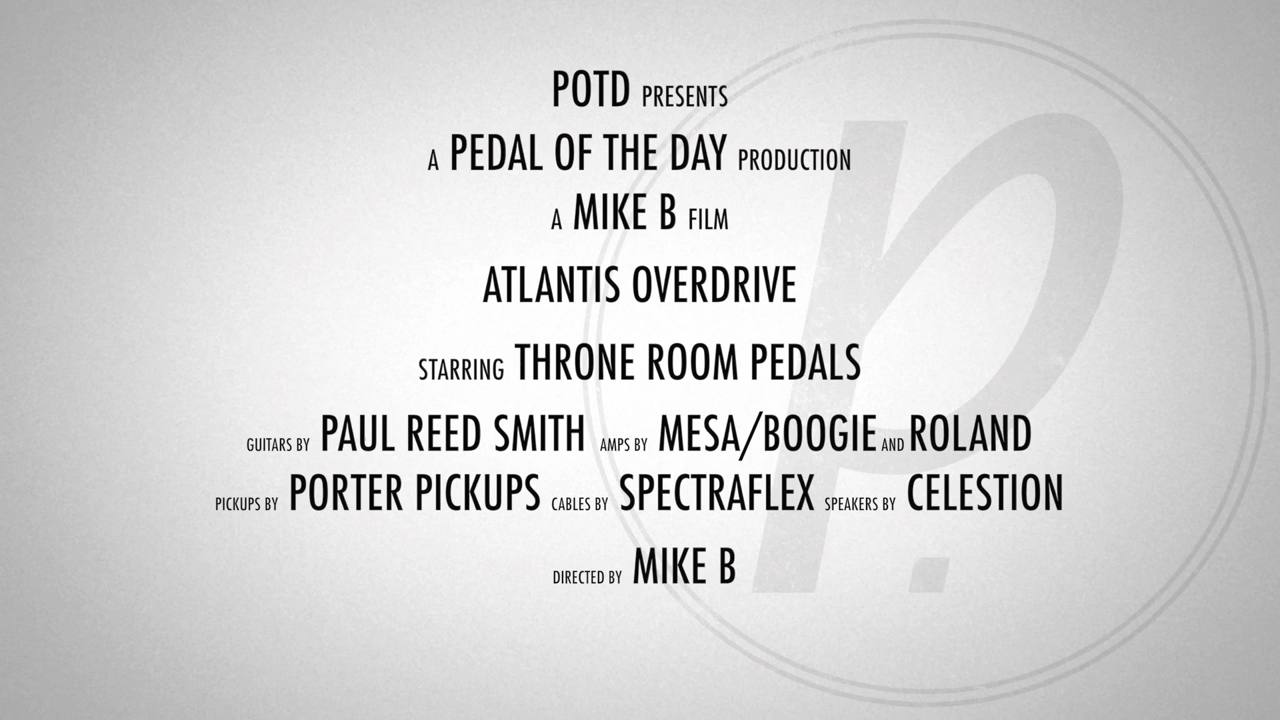 POTD PRESENTS
A PEDAL OF THE DAY PRODUCTION
A MIKE B FILM
ATLANTIS OVERDRIVE
STARRING THRONE ROOM PEDALS
GUITARS BY PAUL REED SMITH AMPS BY MESA/BOOGIE AND ROLAND
PICKUPS BY PORTER PICKUPS CABLES BY SPECTRAFLEX SPEAKERS BY CELESTION
DIRECTED BY MIKE B
p.